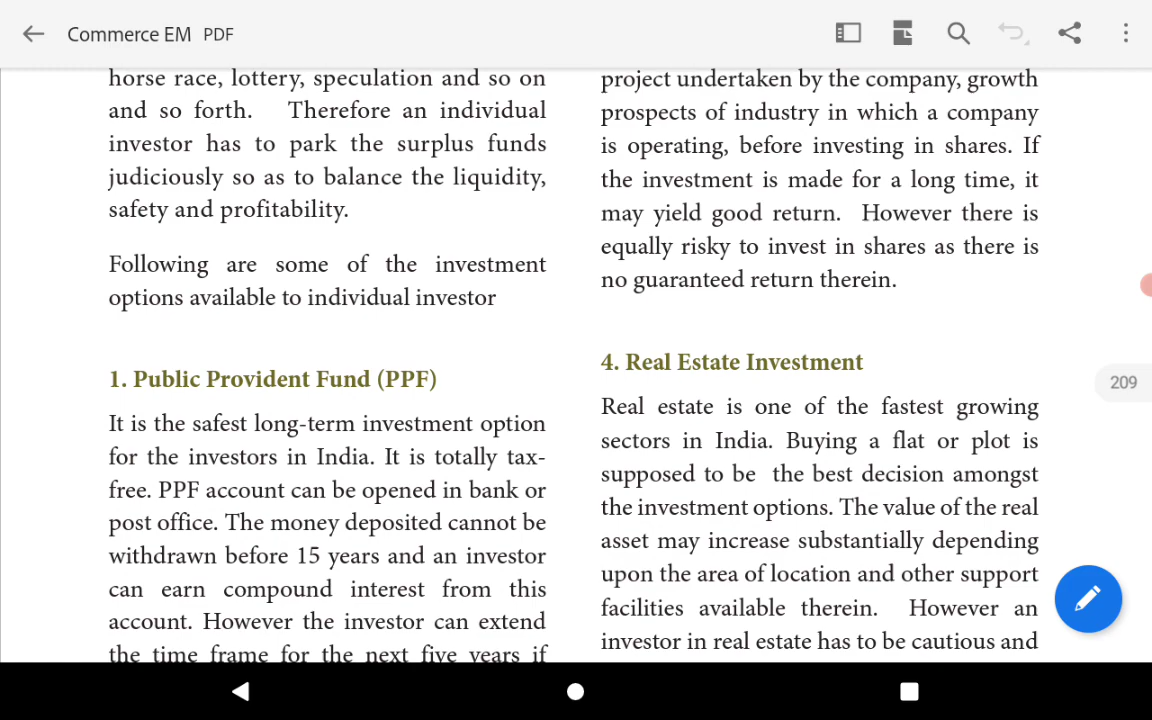 Commerce EM PDF
horse race, lottery, speculation and so on
and so forth. Therefore an individual
investor has to park the surplus funds
judiciously so as to balance the liquidity,
safety and profitability.
Following are some of the investment
options available to individual investor
1. Public Provident Fund (PPF)
It is the safest long-term investment option
for the investors in India. It is totally tax-
free. PPF account can be opened in bank or
post office. The money deposited cannot be
withdrawn before 15 years and an investor
can earn compound interest from this
account. However the investor can extend
the time frame for the next five years if
project undertaken by the company, growth
prospects of industry in which a company
is operating, before investing in shares. If
the investment is made for a long time, it
may yield good return. However there is
equally risky to invest in shares as there is
no guaranteed return therein.
4. Real Estate Investment
Real estate is one of the fastest growing
sectors in India. Buying a flat or plot is
supposed to be the best decision amongst
the investment options. The value of the real
asset may increase substantially depending
upon the area of location and other support
facilities available therein. However an
investor in real estate has to be cautious and
209